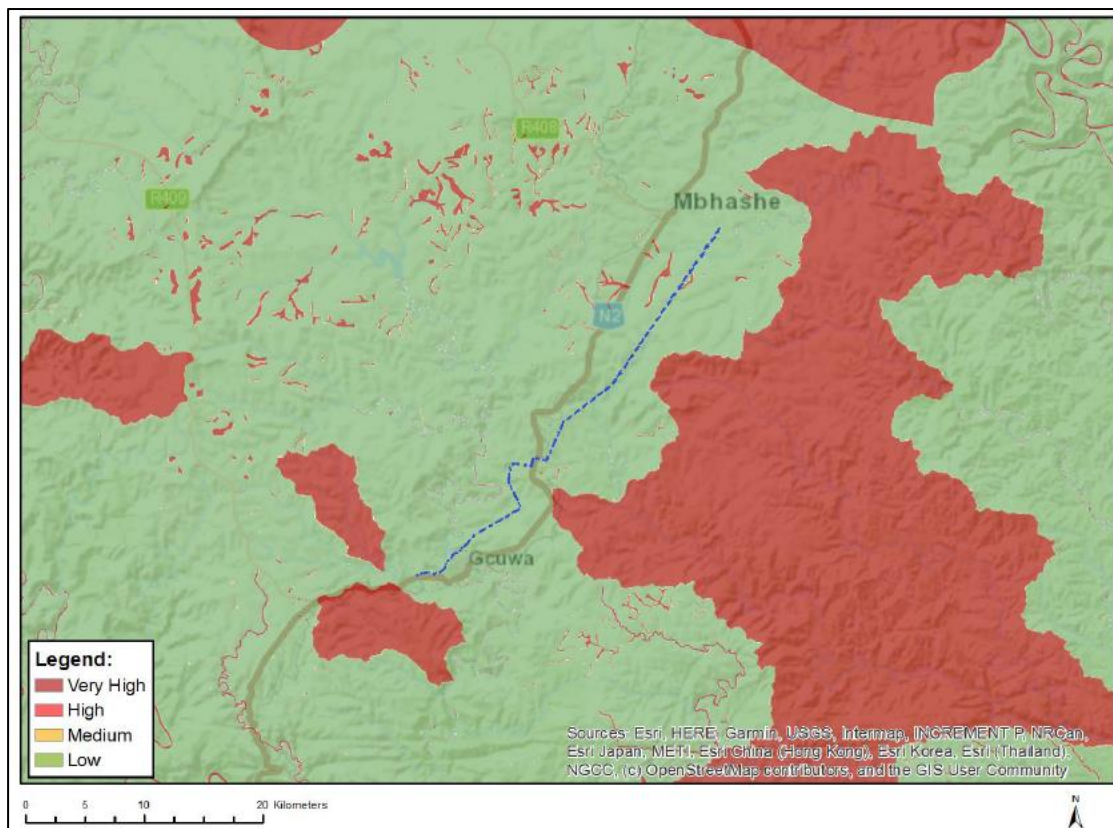 R408
R409
Mbhashe
N2
Gcuwa
Legend:
Very High
High
Medium
Low
Sources: Esri, HERE, Garmin, USGS, Intermap, INCREMENT P, NRCan,
Esri Japan, METI, Esri China (Hong Kong), Esri Korea, Esri (Thailand),
NGCC, (c) OpenStreetMap contributors, and the GIS User Community
0 5 10 20 Kilometers
N